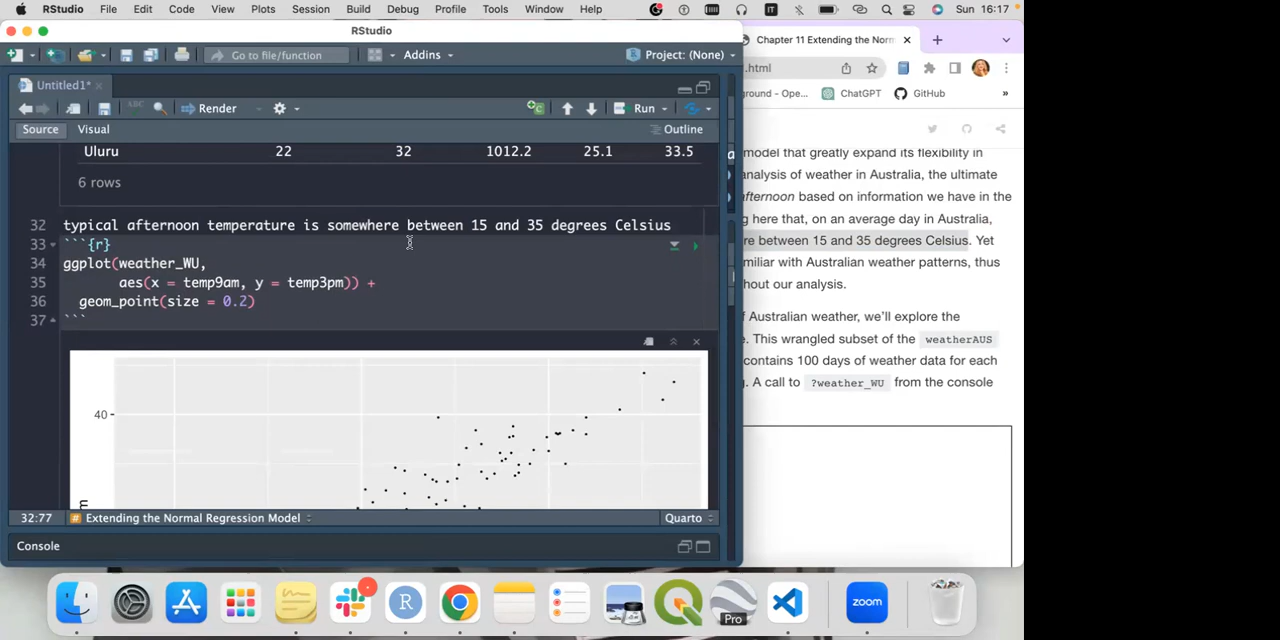 RStudio File Edit Code View Plots Session Build Debug Profile Tools Window Help IT Sun 16:17
RStudio
Go to file/function Addins Project: (None)
Untitled1*
ABC Render Run
Source Visual Outline
Uluru 22 32 1012.2 25.1 33.5
6 rows
32 typical afternoon temperature is somewhere between 15 and 35 degrees Celsius
33 ```{r}
34 ggplot(weather_WU,
35 aes(x = temp9am, y = temp3pm)) +
36 geom_point(size = 0.2)
37 ```
40
m
32:77 # Extending the Normal Regression Model Quarto
Console
Chapter 11 Extending the Norm
.html
ground - Ope... ChatGPT GitHub »
model that greatly expand its flexibility in
analysis of weather in Australia, the ultimate
afternoon based on information we have in the
g here that, on an average day in Australia,
re between 15 and 35 degrees Celsius. Yet
miliar with Australian weather patterns, thus
hout our analysis.
f Australian weather, we'll explore the
e. This wrangled subset of the weatherAUS
contains 100 days of weather data for each
g. A call to ?weather_WU from the console
R Pro zoom